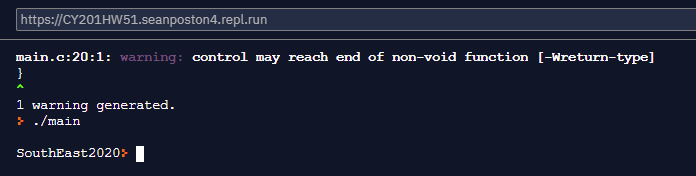 https://CY201HW51.seanposton4.repl.run
main.c:20:1: warning: control may reach end of non-void function [-Wreturn-type]
}
^
1 warning generated.
> ./main
SouthEast2020>